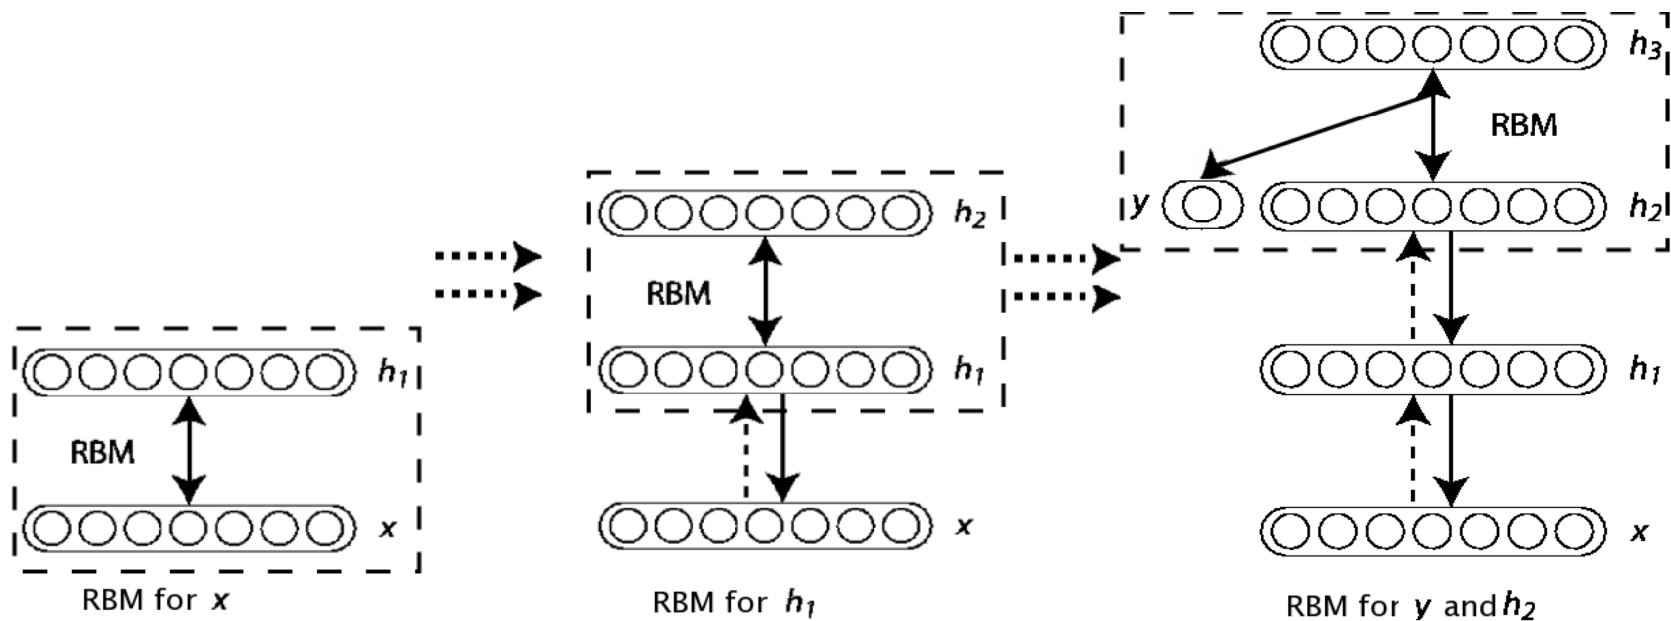 h1
RBM
x
RBM for x
h2
RBM
h1
x
RBM for h1
h3
RBM
y
h2
h1
x
RBM for y and h2